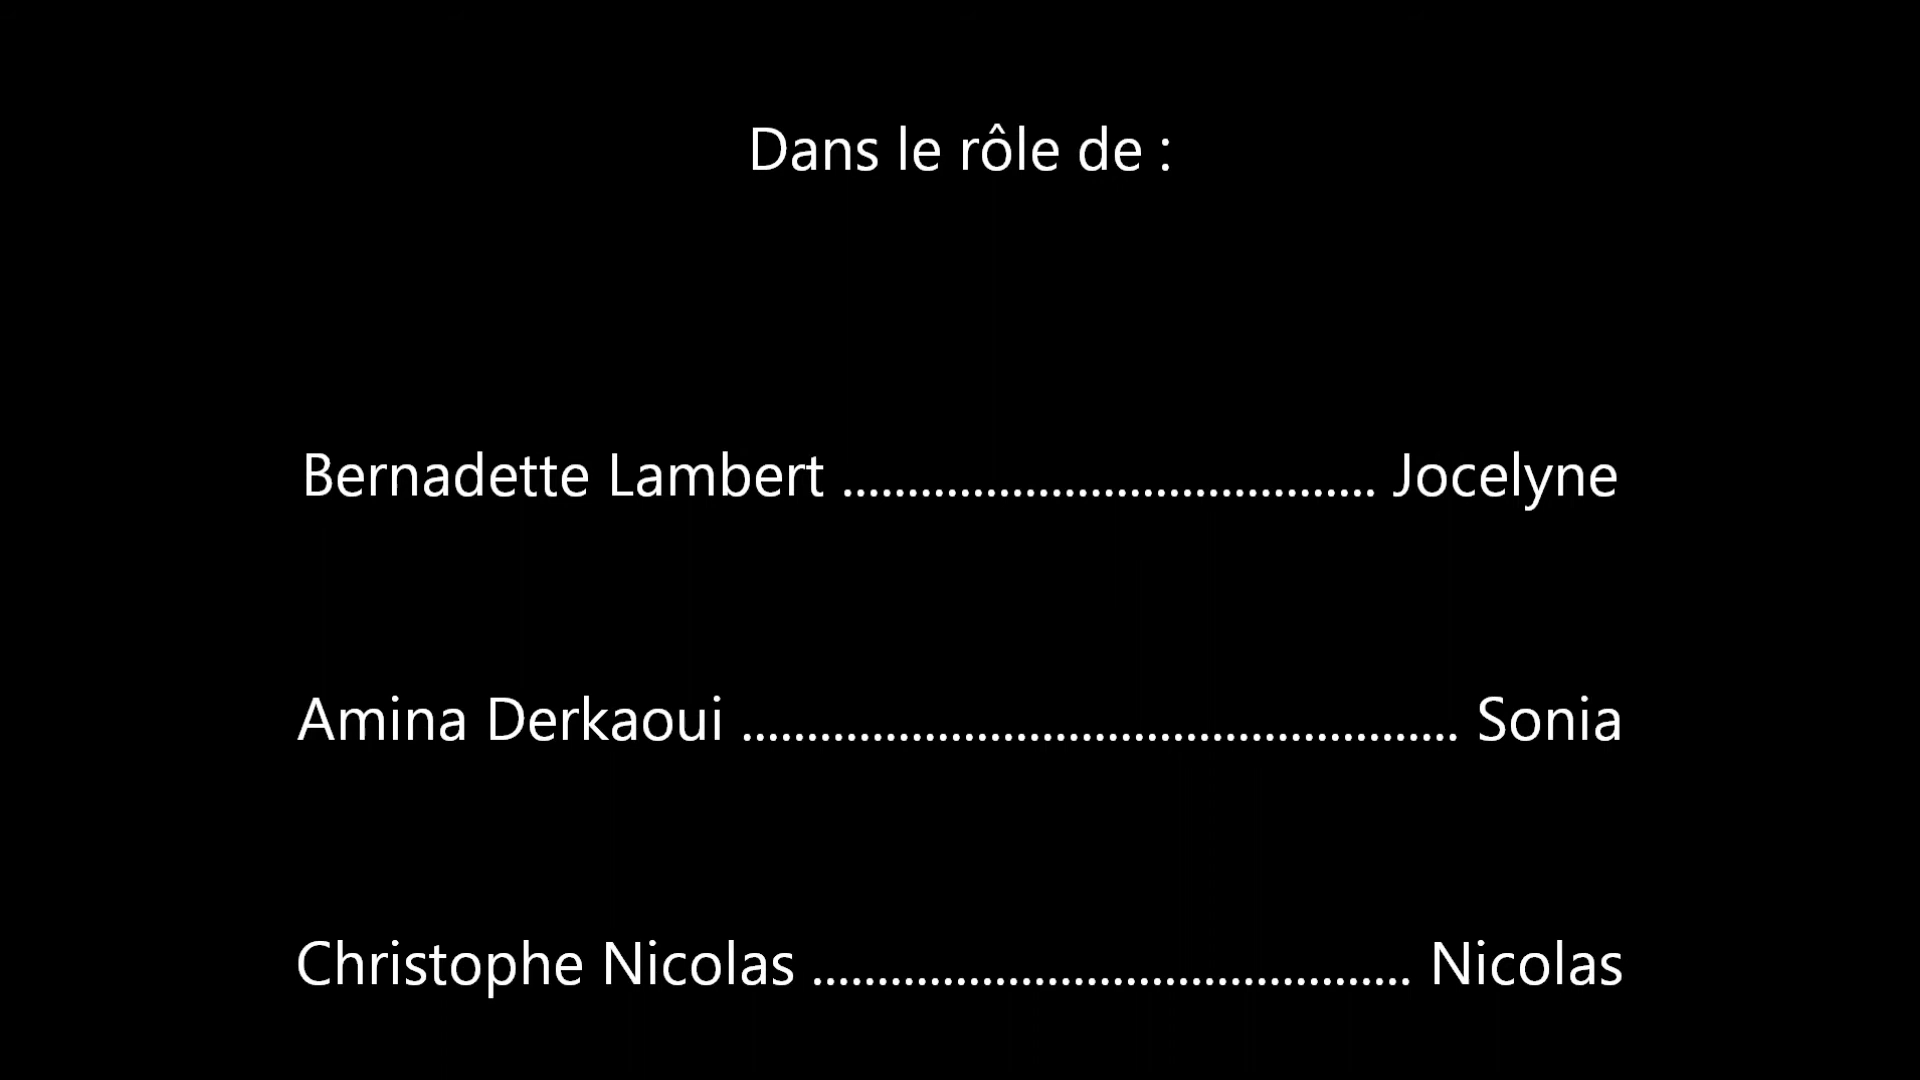 Dans le rôle de :
Bernadette Lambert ......................................... Jocelyne
Amina Derkaoui ....................................................... Sonia
Christophe Nicolas .............................................. Nicolas